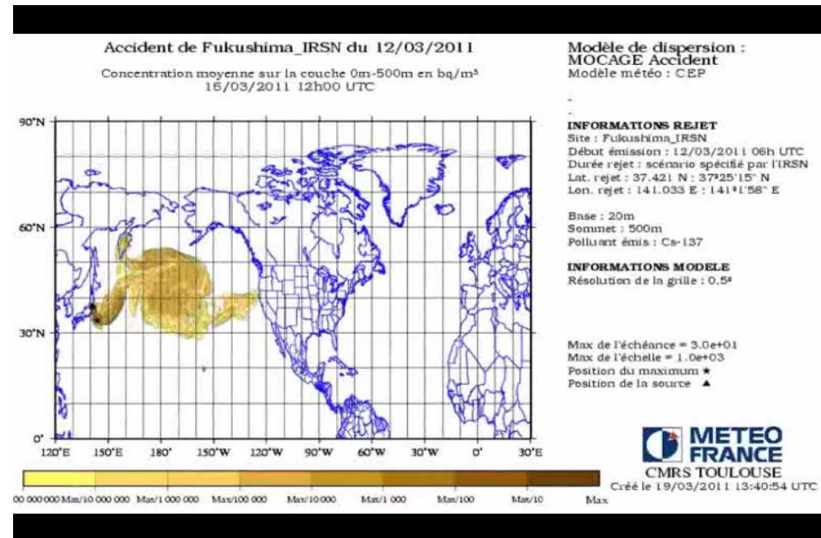 Accident de Fukushima_IRSN du 12/03/2011
Concentration moyenne sur la couche 0m-500m en bq/m³
16/03/2011 12h00 UTC
90°N
60°N
30°N
0°
120°E 150°E 180° 150°W 120°W 90°W 60°W 30°W 0° 30°E
00 000 000 Max/10 000 000 Max/1 000 000 Max/100 000 Max/10 000 Max/1 000 Max/100 Max/10 Max
Modèle de dispersion :
MOCAGE Accident
Modèle météo : CEP
-
-
INFORMATIONS REJET
Site : Fukushima_IRSN
Début émission : 12/03/2011 06h UTC
Durée rejet : scénario spécifié par l'IRSN
Lat. rejet : 37.421 N : 37º25'15" N
Lon. rejet : 141.033 E : 141º1'58" E
Base : 20m
Sommet : 500m
Polluant émis : Cs-137
INFORMATIONS MODELE
Résolution de la grille : 0.5º
Max de l'échéance = 3.0e+01
Max de l'échelle = 1.0e+03
Position du maximum ★
Position de la source ▲
METEO
FRANCE
CMRS TOULOUSE
Créé le 19/03/2011 13:40:54 UTC